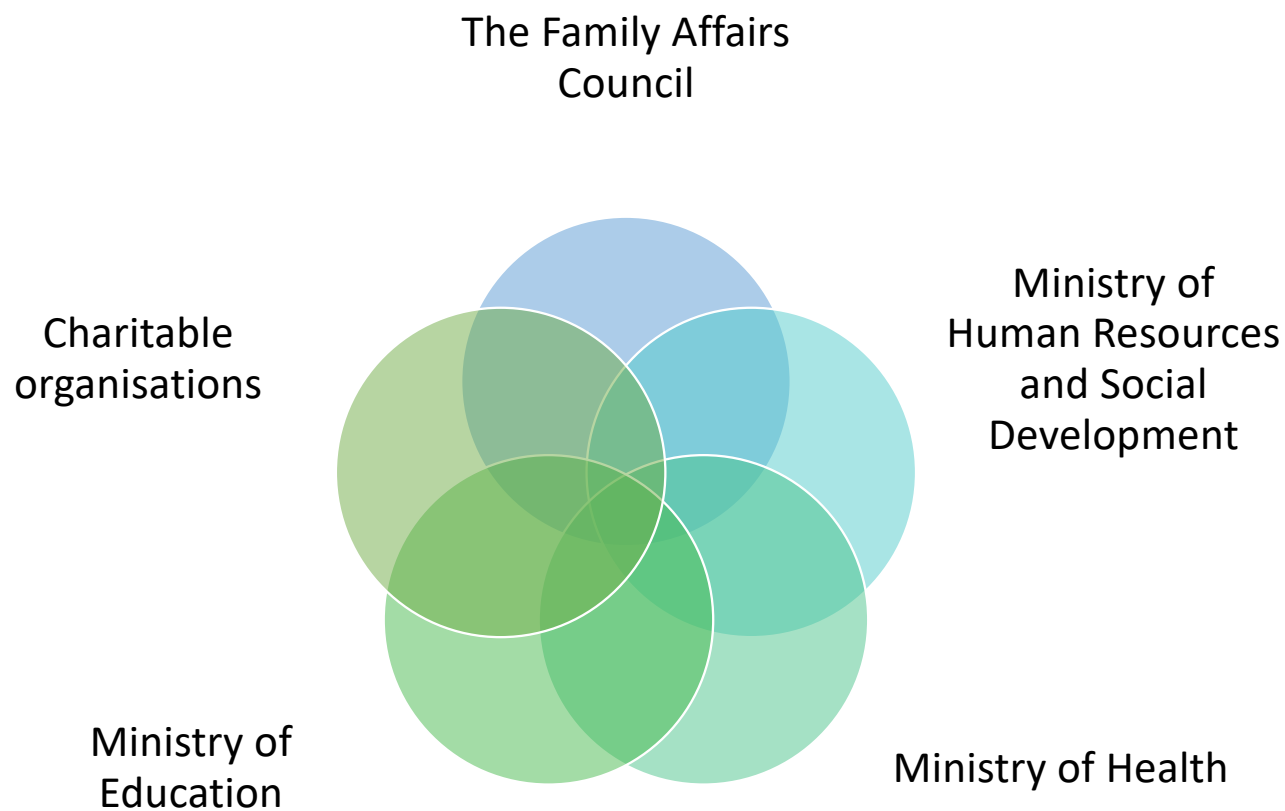 The Family Affairs
Council
Charitable
organisations
Ministry of
Human Resources
and Social
Development
Ministry of
Education
Ministry of Health